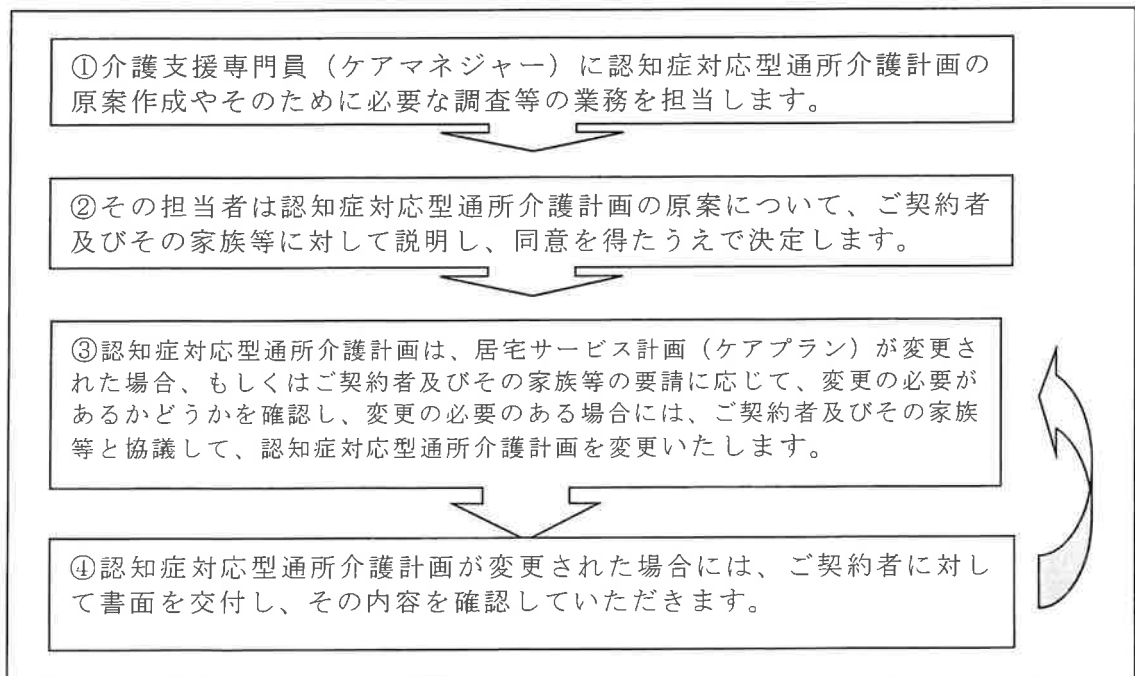 ①介護支援専門員（ケアマネジャー）に認知症対応型通所介護計画の
原案作成やそのために必要な調査等の業務を担当します。
②その担当者は認知症対応型通所介護計画の原案について、ご契約者
及びその家族等に対して説明し、同意を得たうえで決定します。
③認知症対応型通所介護計画は、居宅サービス計画（ケアプラン）が変更さ
れた場合、もしくはご契約者及びその家族等の要請に応じて、変更の必要が
あるかどうかを確認し、変更の必要のある場合には、ご契約者及びその家族
等と協議して、認知症対応型通所介護計画を変更いたします。
④認知症対応型通所介護計画が変更された場合には、ご契約者に対し
て書面を交付し、その内容を確認していただきます。